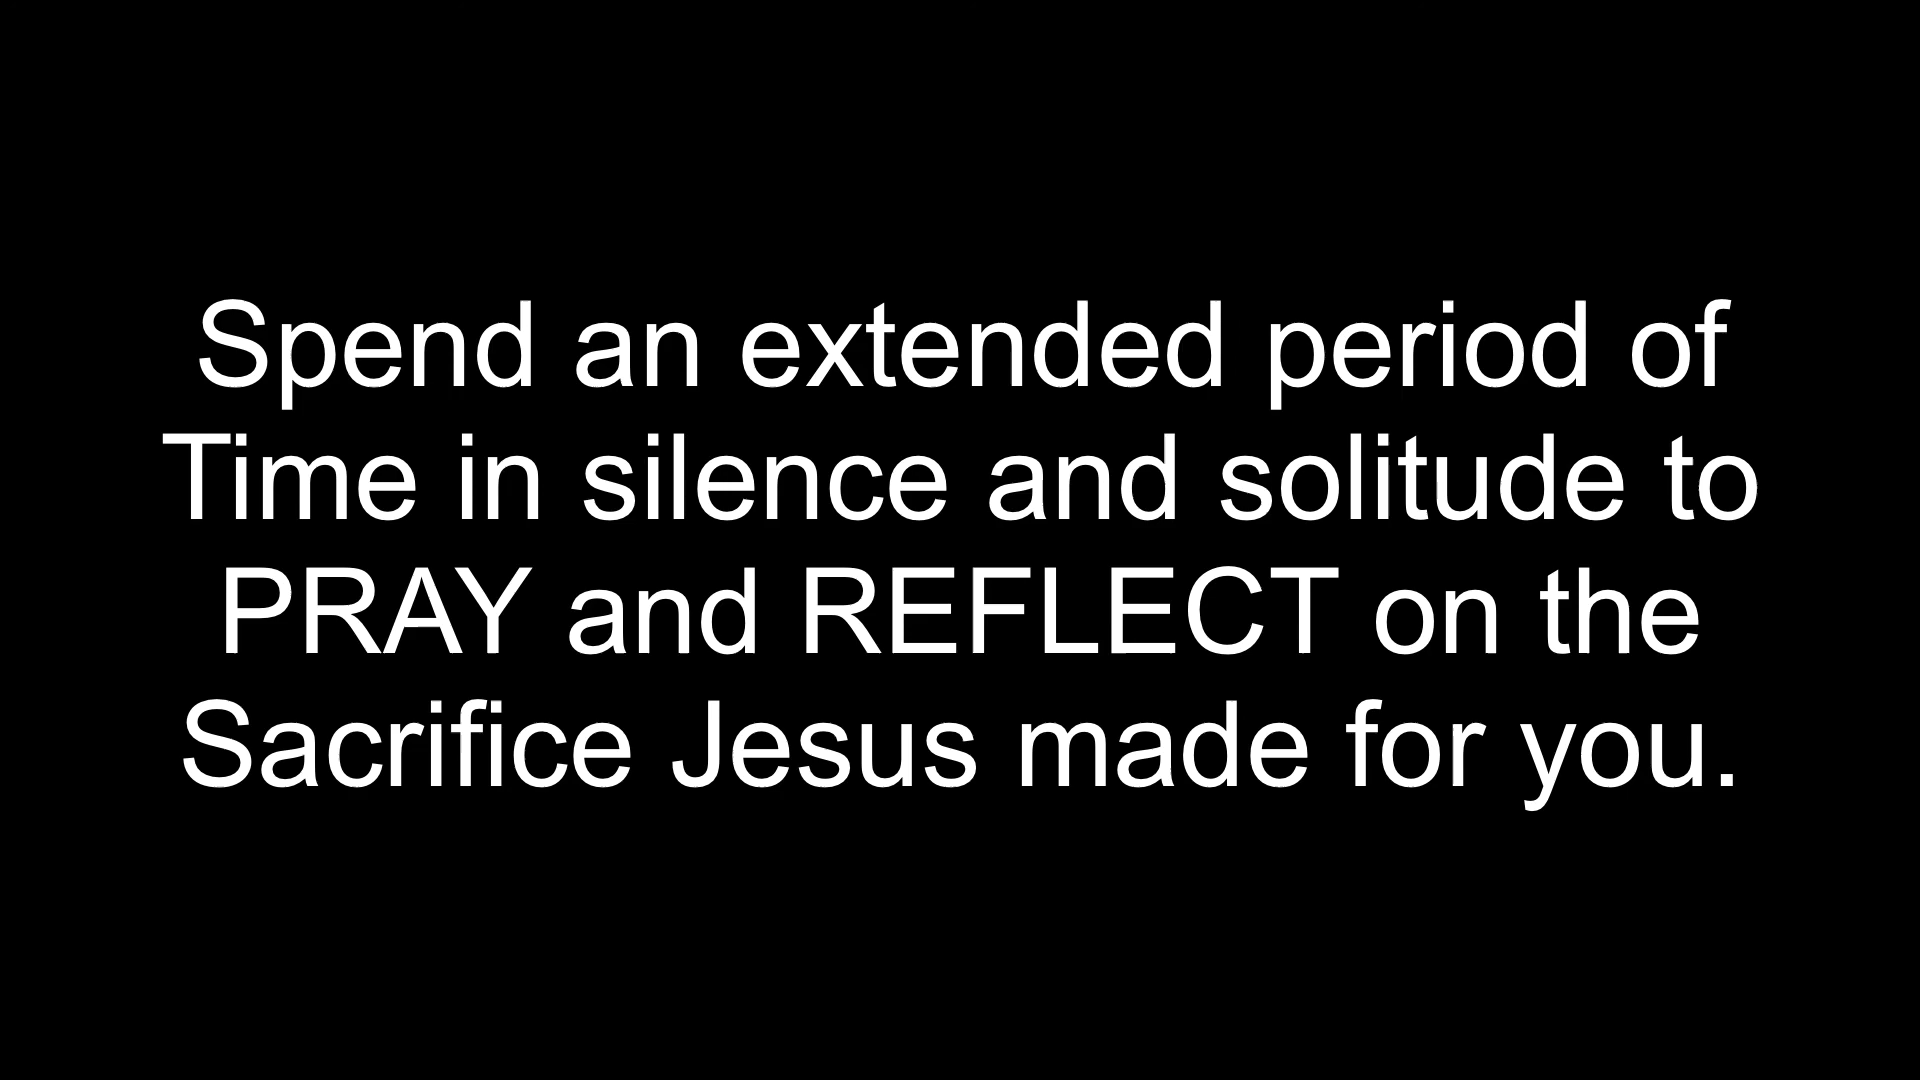 Spend an extended period of
Time in silence and solitude to
PRAY and REFLECT on the
Sacrifice Jesus made for you.